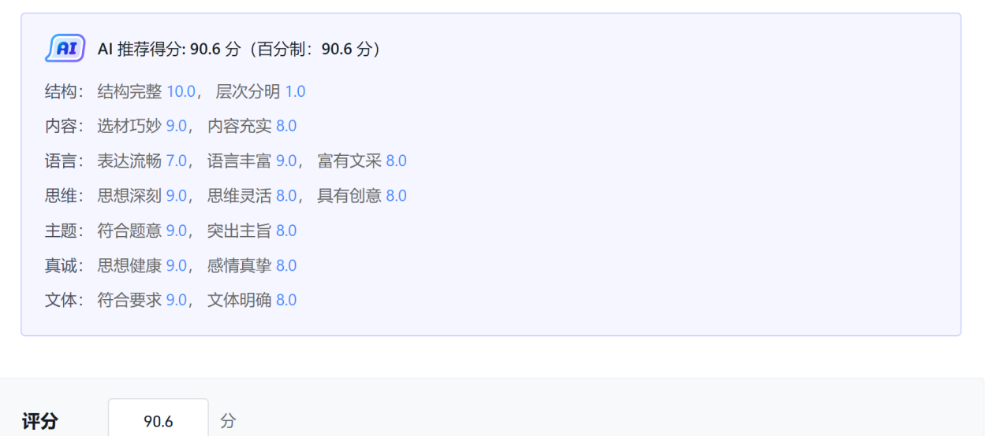 AI AI 推荐得分: 90.6 分（百分制：90.6 分）
结构： 结构完整 10.0， 层次分明 1.0
内容： 选材巧妙 9.0， 内容充实 8.0
语言： 表达流畅 7.0， 语言丰富 9.0， 富有文采 8.0
思维： 思想深刻 9.0， 思维灵活 8.0， 具有创意 8.0
主题： 符合题意 9.0， 突出主旨 8.0
真诚： 思想健康 9.0， 感情真挚 8.0
文体： 符合要求 9.0， 文体明确 8.0
评分 90.6 分